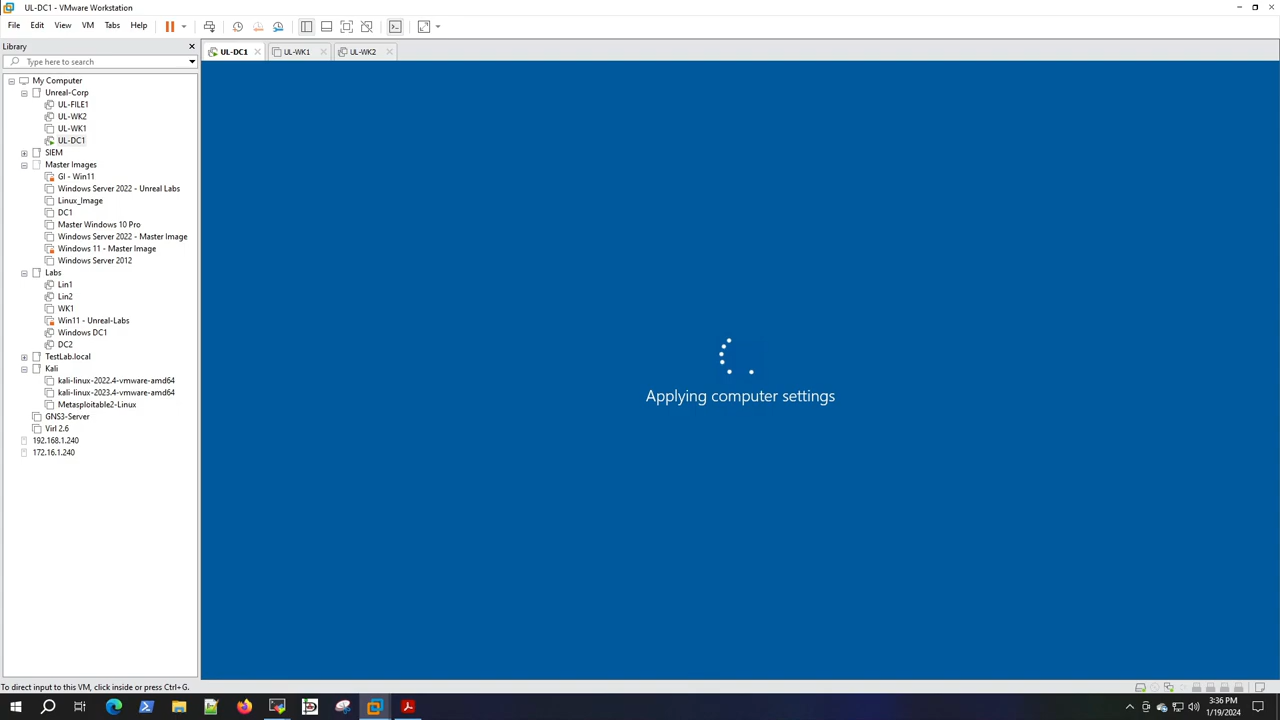 UL-DC1 - VMware Workstation
File Edit View VM Tabs Help
Library
Type here to search
UL-DC1 UL-WK1 UL-WK2
My Computer
Unreal-Corp
UL-FILE1
UL-WK2
UL-WK1
UL-DC1
SIEM
Master Images
GI - Win11
Windows Server 2022 - Unreal Labs
Linux_Image
DC1
Master Windows 10 Pro
Windows Server 2022 - Master Image
Windows 11 - Master Image
Windows Server 2012
Labs
Lin1
Lin2
WK1
Win11 - Unreal-Labs
Windows DC1
DC2
TestLab.local
Kali
kali-linux-2022.4-vmware-amd64
kali-linux-2023.4-vmware-amd64
Metasploitable2-Linux
GNS3-Server
Virl 2.6
192.168.1.240
172.16.1.240
Applying computer settings
To direct input to this VM, click inside or press Ctrl+G.
3:36 PM
1/19/2024